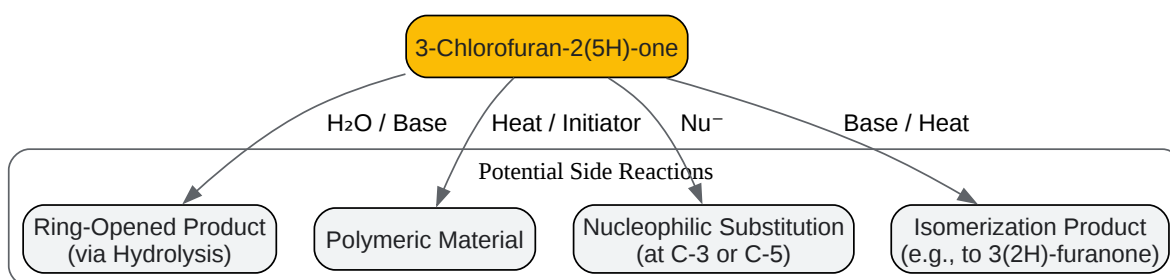 3-Chlorofuran-2(5H)-one
H₂O / Base
Heat / Initiator
Nu⁻
Base / Heat
Potential Side Reactions
Ring-Opened Product
(via Hydrolysis)
Polymeric Material
Nucleophilic Substitution
(at C-3 or C-5)
Isomerization Product
(e.g., to 3(2H)-furanone)